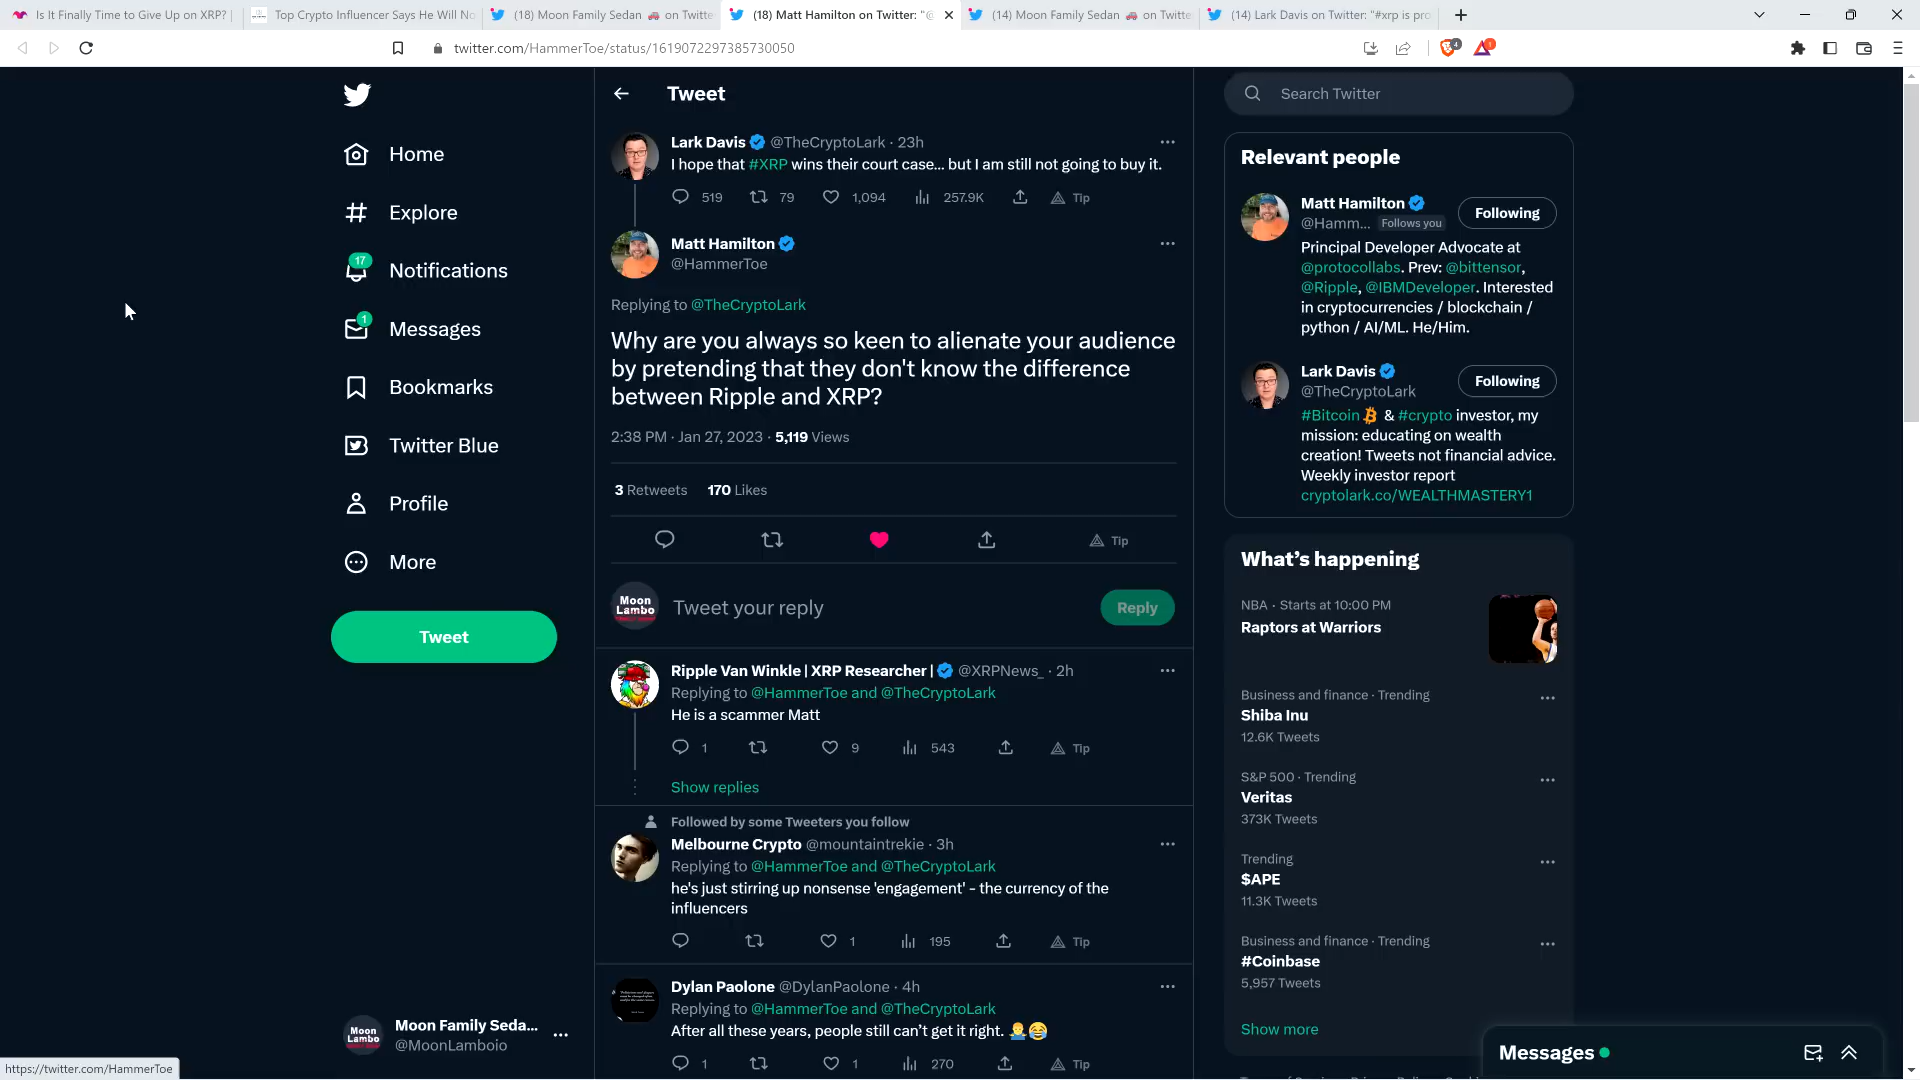 Is It Finally Time to Give Up on XRP? |
Top Crypto Influencer Says He Will No
(18) Moon Family Sedan 🚗 on Twitte
(18) Matt Hamilton on Twitter: "@
(14) Moon Family Sedan 🚗 on Twitte
(14) Lark Davis on Twitter: "#xrp is pro
twitter.com/HammerToe/status/1619072297385730050
4
1
Home
Explore
17
Notifications
1
Messages
Bookmarks
Twitter Blue
Profile
More
Tweet
Moon Lambo
Moon Family Seda...
@MoonLamboio
https://twitter.com/HammerToe
Tweet
Lark Davis @TheCryptoLark · 23h
I hope that #XRP wins their court case... but I am still not going to buy it.
519 79 1,094 257.9K Tip
Matt Hamilton
@HammerToe
Replying to @TheCryptoLark
Why are you always so keen to alienate your audience
by pretending that they don't know the difference
between Ripple and XRP?
2:38 PM · Jan 27, 2023 · 5,119 Views
3 Retweets 170 Likes
Tip
Moon Lambo
Tweet your reply
Reply
Ripple Van Winkle | XRP Researcher | @XRPNews_ · 2h
Replying to @HammerToe and @TheCryptoLark
He is a scammer Matt
1 9 543 Tip
Show replies
Followed by some Tweeters you follow
Melbourne Crypto @mountaintrekie · 3h
Replying to @HammerToe and @TheCryptoLark
he's just stirring up nonsense 'engagement' - the currency of the
influencers
1 195 Tip
Dylan Paolone @DylanPaolone · 4h
Replying to @HammerToe and @TheCryptoLark
After all these years, people still can't get it right. 🤷‍♂️😂
1 1 270 Tip
Search Twitter
Relevant people
Matt Hamilton
@Hamm... Follows you
Following
Principal Developer Advocate at
@protocollabs. Prev: @bittensor,
@Ripple, @IBMDeveloper. Interested
in cryptocurrencies / blockchain /
python / AI/ML. He/Him.
Lark Davis
@TheCryptoLark
Following
#Bitcoin & #crypto investor, my
mission: educating on wealth
creation! Tweets not financial advice.
Weekly investor report
cryptolark.co/WEALTHMASTERY1
What's happening
NBA · Starts at 10:00 PM
Raptors at Warriors
Business and finance · Trending
Shiba Inu
12.6K Tweets
S&P 500 · Trending
Veritas
373K Tweets
Trending
$APE
11.3K Tweets
Business and finance · Trending
#Coinbase
5,957 Tweets
Show more
Messages